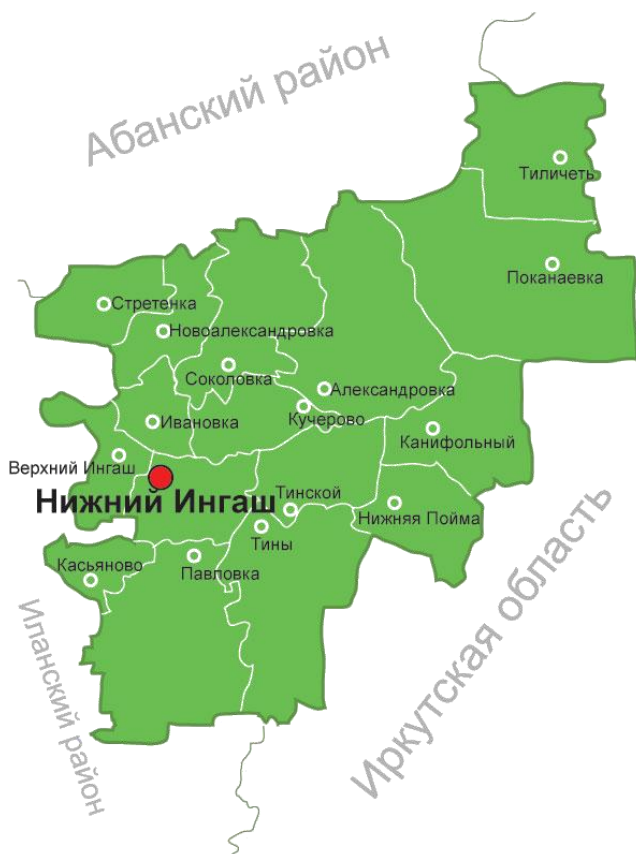 Абанский район
Тиличеть
Поканаевка
Стретенка
Новоалександровка
Соколовка
Александровка
Кучерово
Ивановка
Канифольный
Верхний Ингаш
Нижний Ингаш
Тинской
Нижняя Пойма
Тины
Павловка
Касьяново
Иланский район
Иркутская область